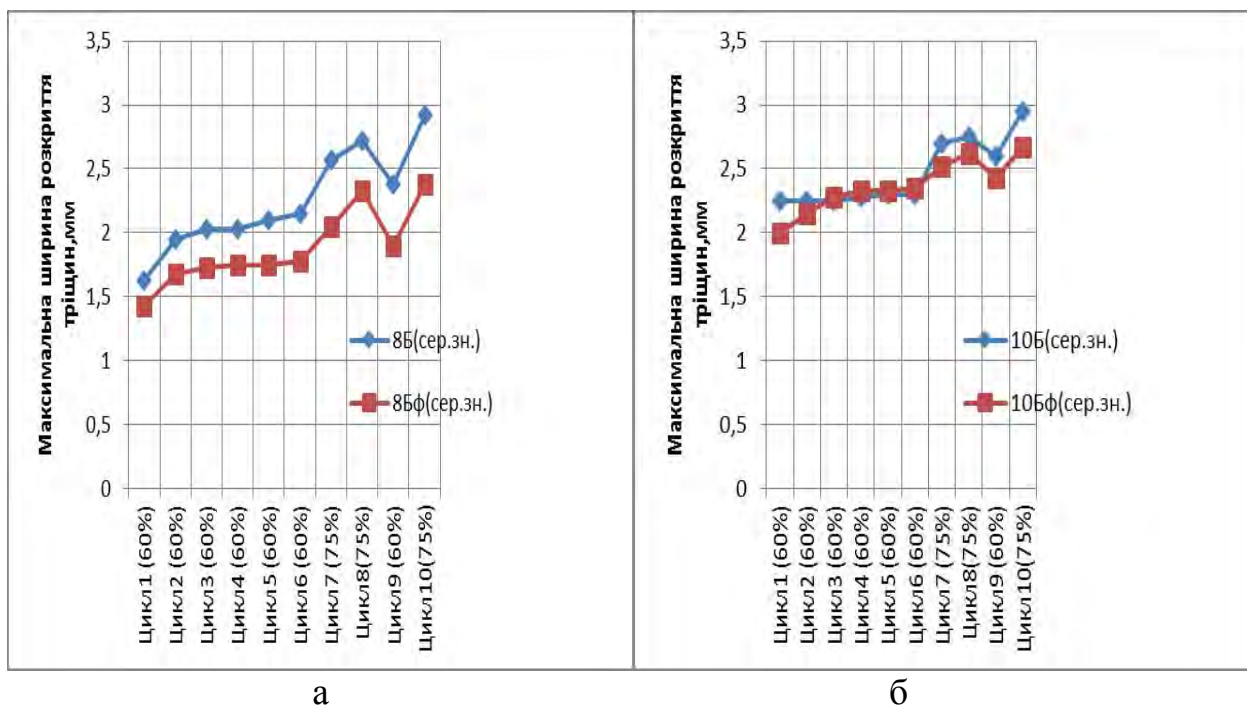 Максимальна ширина розкриття
тріщин,мм
3,5
3
2,5
2
1,5
1
0,5
0
8Б(сер.зн.)
8Бф(сер.зн.)
Цикл1 (60%)
Цикл2 (60%)
Цикл3 (60%)
Цикл4 (60%)
Цикл5 (60%)
Цикл6 (60%)
Цикл7 (75%)
Цикл8(75%)
Цикл9 (60%)
Цикл10(75%)
а
Максимальна ширина розкриття
тріщин,мм
3,5
3
2,5
2
1,5
1
0,5
0
10Б(сер.зн.)
10Бф(сер.зн.)
Цикл1 (60%)
Цикл2 (60%)
Цикл3 (60%)
Цикл4 (60%)
Цикл5 (60%)
Цикл6 (60%)
Цикл7 (75%)
Цикл8(75%)
Цикл9 (60%)
Цикл10(75%)
б